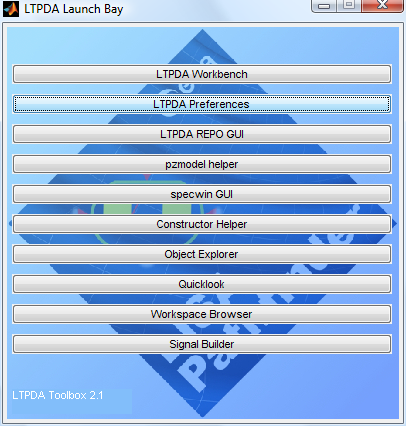 LTPDA Launch Bay
LTPDA Workbench
LTPDA Preferences
LTPDA REPO GUI
pzmodel helper
specwin GUI
Constructor Helper
Object Explorer
Quicklook
Workspace Browser
Signal Builder
Pathfinder
LTPDA Toolbox 2.1